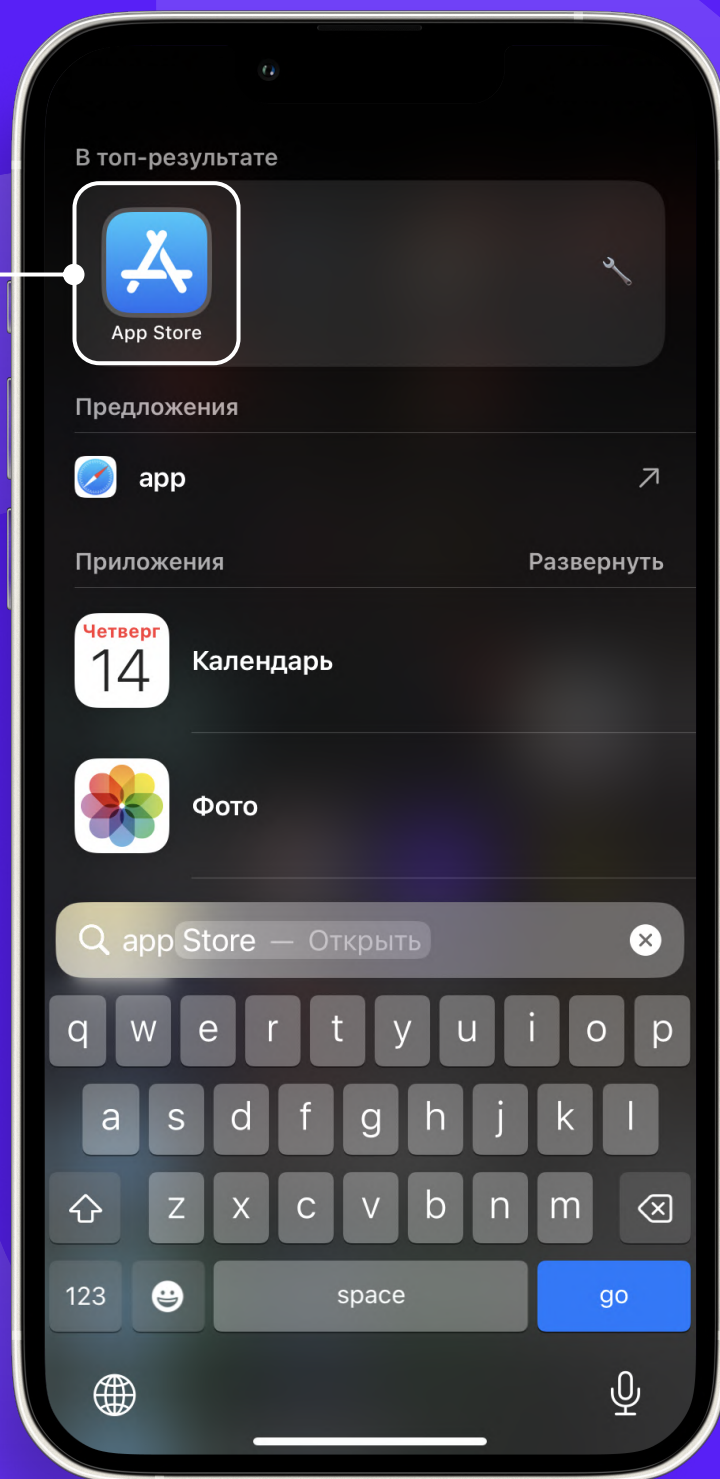 В топ-результате
App Store
Предложения
app
Приложения Развернуть
Четверг
14
Календарь
Фото
app Store — Открыть
q w e r t y u i o p
a s d f g h j k l
z x c v b n m
123 space go